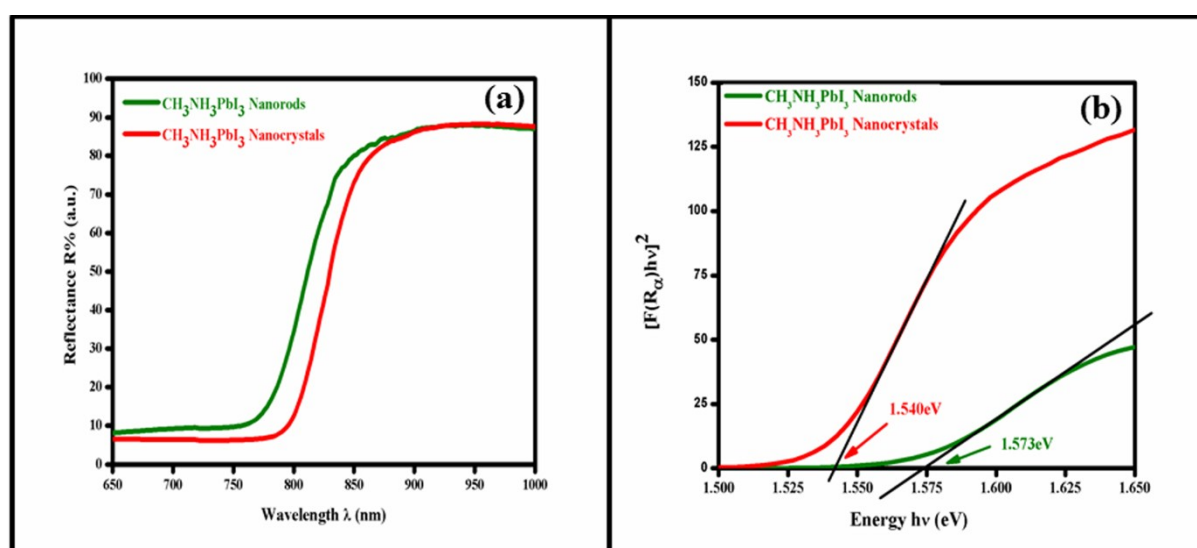 (a)
CH₃NH₃PbI₃ Nanorods
CH₃NH₃PbI₃ Nanocrystals
Reflectance R% (a.u.)
100
90
80
70
60
50
40
30
20
10
0
650 700 750 800 850 900 950 1000
Wavelength λ (nm)
(b)
CH₃NH₃PbI₃ Nanorods
CH₃NH₃PbI₃ Nanocrystals
[F(Rα)hν]²
150
125
100
75
50
25
0
1.540eV
1.573eV
1.500 1.525 1.550 1.575 1.600 1.625 1.650
Energy hν (eV)